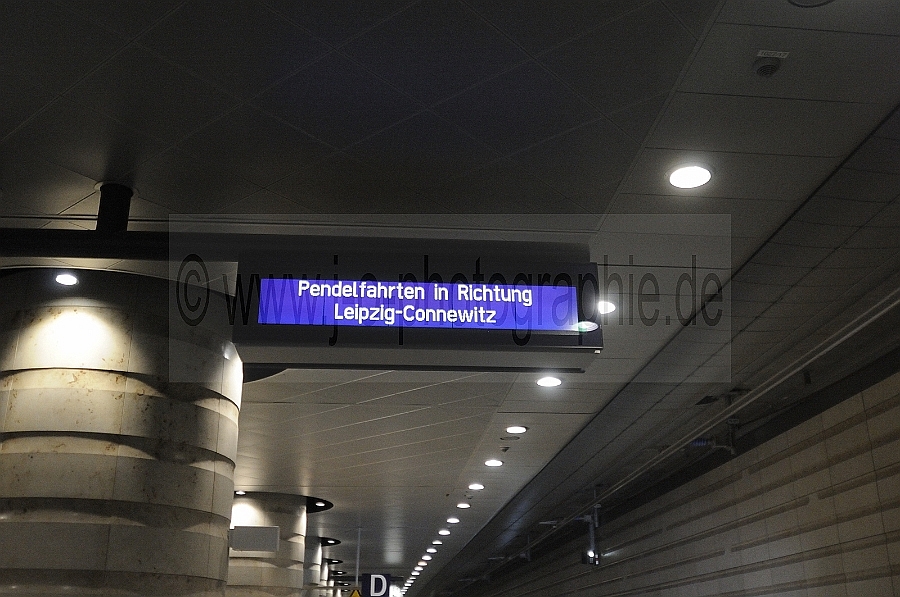 © www.j-e-photographie.de
Pendelfahrten in Richtung
Leipzig-Connewitz
D